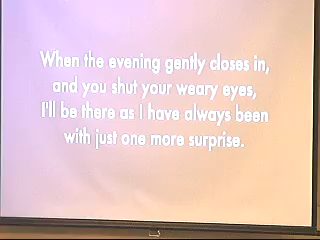 When the evening gently closes in,
and you shut your weary eyes,
I'll be there as I have always been
with just one more surprise.